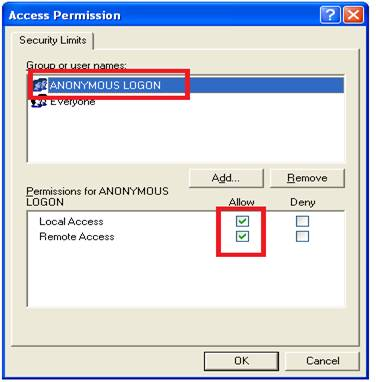 Access Permission
Security Limits
Group or user names:
ANONYMOUS LOGON
Everyone
Add... Remove
Permissions for ANONYMOUS
LOGON Allow Deny
Local Access
Remote Access
OK Cancel